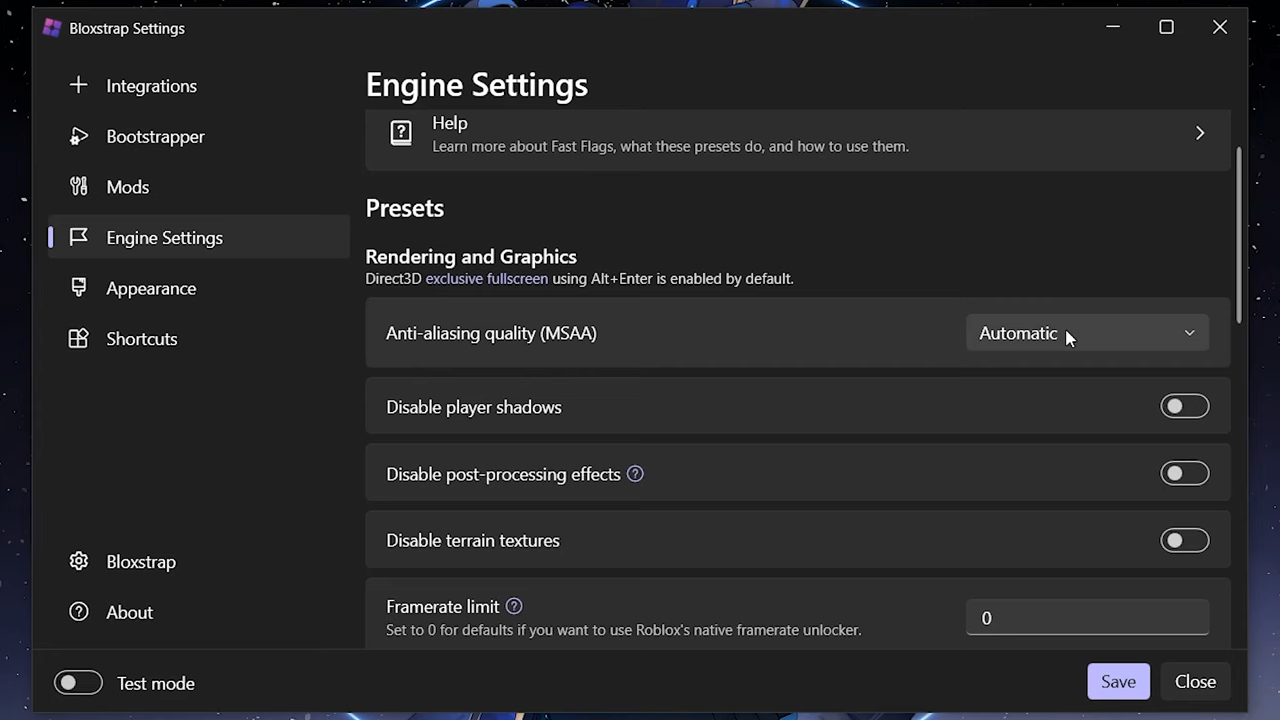 Bloxstrap Settings
Integrations
Bootstrapper
Mods
Engine Settings
Appearance
Shortcuts
Bloxstrap
About
Test mode
Engine Settings
Help
Learn more about Fast Flags, what these presets do, and how to use them.
Presets
Rendering and Graphics
Direct3D exclusive fullscreen using Alt+Enter is enabled by default.
Anti-aliasing quality (MSAA)
Automatic
Disable player shadows
Disable post-processing effects
Disable terrain textures
Framerate limit
Set to 0 for defaults if you want to use Roblox's native framerate unlocker.
0
Save
Close